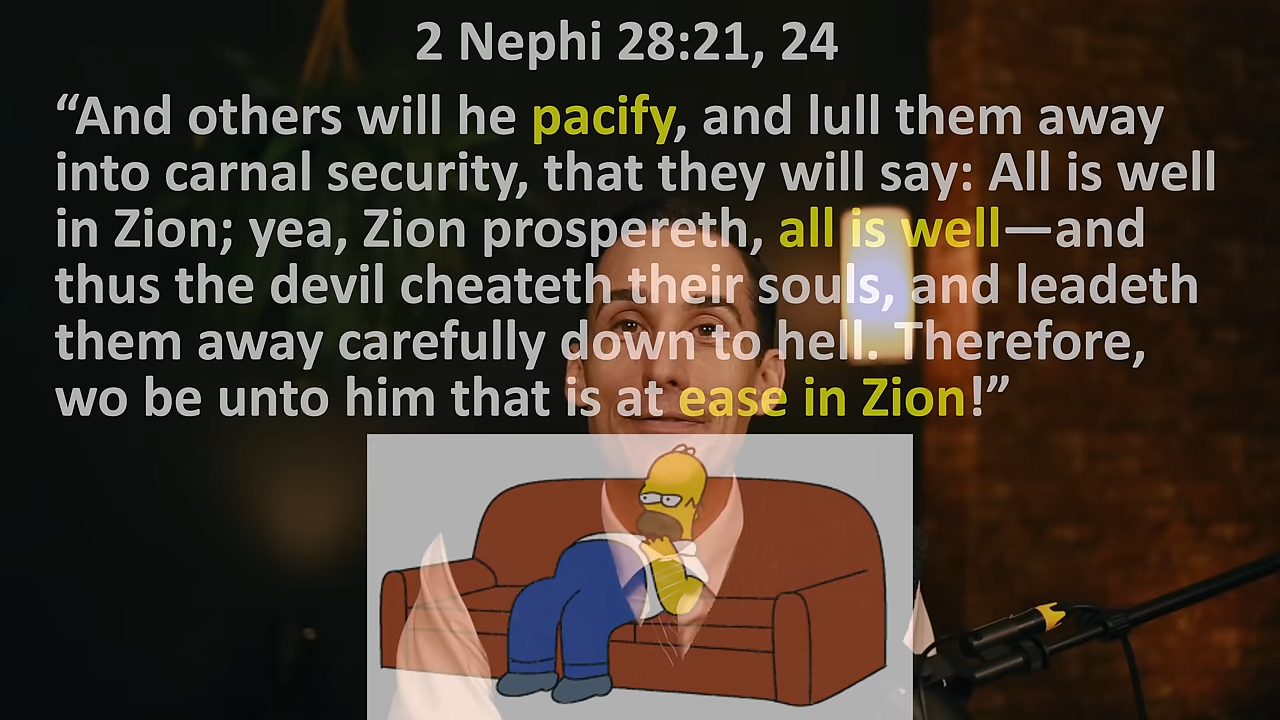 2 Nephi 28:21, 24
“And others will he pacify, and lull them away
into carnal security, that they will say: All is well
in Zion; yea, Zion prospereth, all is well—and
thus the devil cheateth their souls, and leadeth
them away carefully down to hell. Therefore,
wo be unto him that is at ease in Zion!”